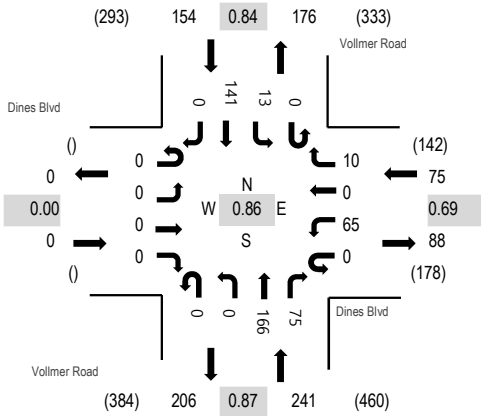 (293) 154 0.84 176 (333)
Vollmer Road
Dines Blvd
0 141 13 0
() 0 10 (142)
0 75
0 0
0.00 N 0.69
W 0.86 E
0 65
0 S 88
() 0 0 (178)
0 0 166 75
Dines Blvd
Vollmer Road
(384) 206 0.87 241 (460)